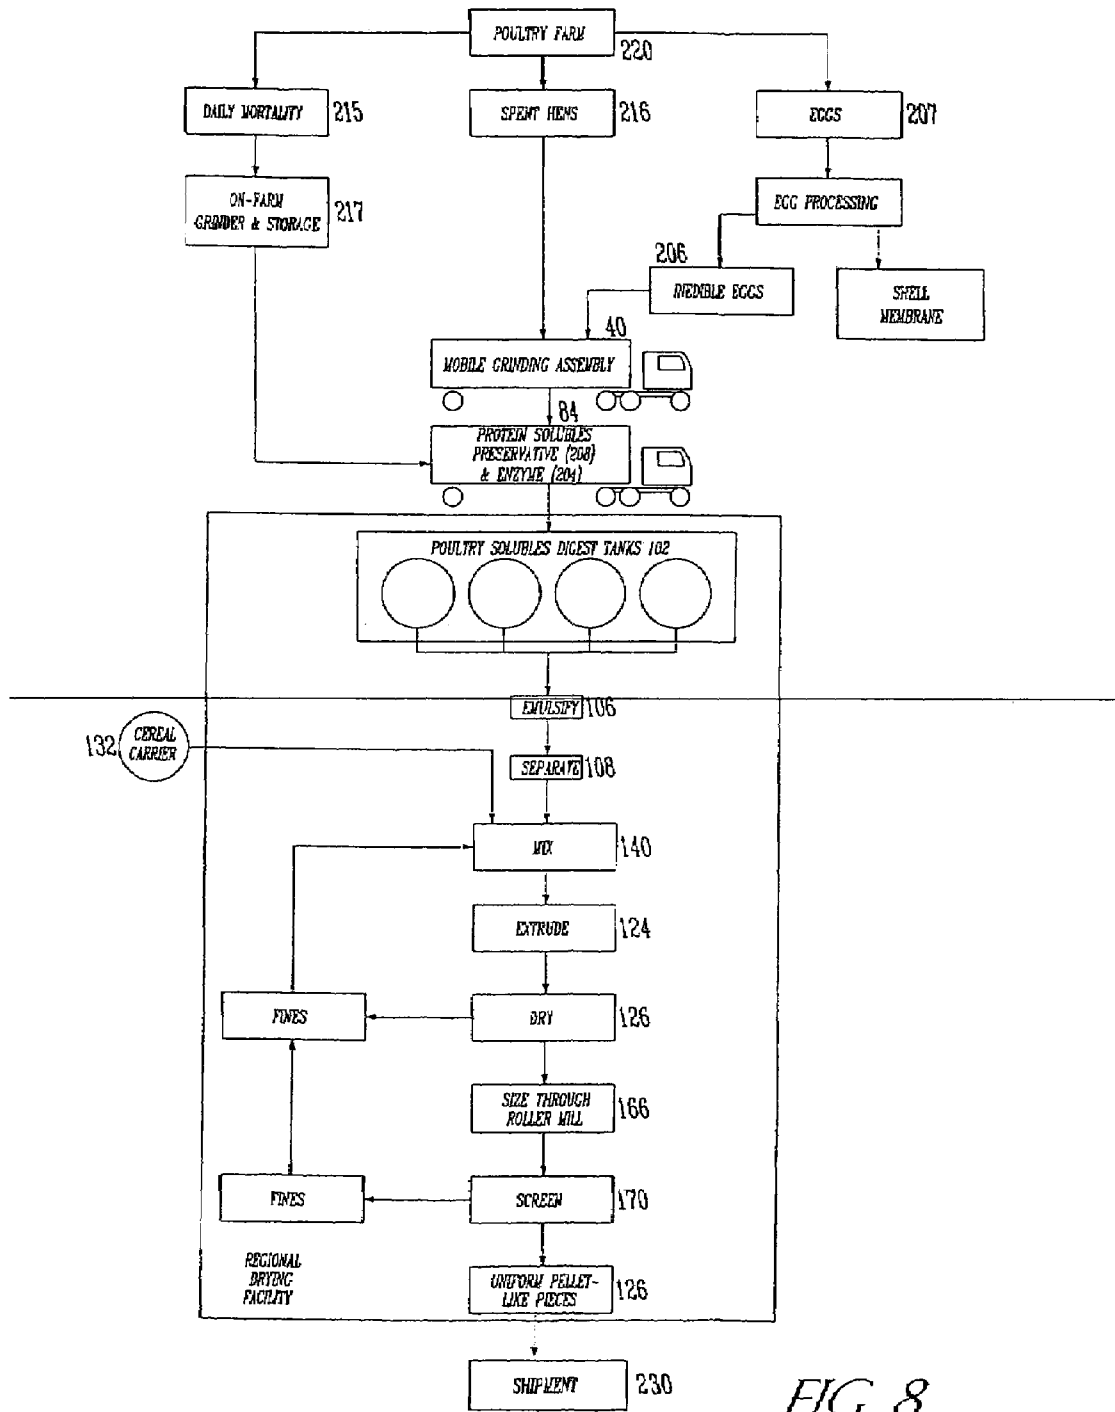 POULTRY FARM
220
DAILY MORTALITY
215
SPENT HENS
216
EGGS
207
ON-FARM
GRINDER & STORAGE
217
EGG PROCESSING
206
INEDIBLE EGGS
SHELL
MEMBRANE
40
MOBILE GRINDING ASSEMBLY
84
PROTEIN SOLUBLES
PRESERVATIVE (208)
& ENZYME (204)
POULTRY SOLUBLES DIGEST TANKS 102
EMULSIFY
106
132
CEREAL
CARRIER
SEPARATE
108
MIX
140
EXTRUDE
124
FINES
DRY
126
SIZE THROUGH
ROLLER MILL
166
FINES
SCREEN
170
REGIONAL
DRYING
FACILITY
UNIFORM PELLET-
LIKE PIECES
126
SHIPMENT
230
FIG. 8